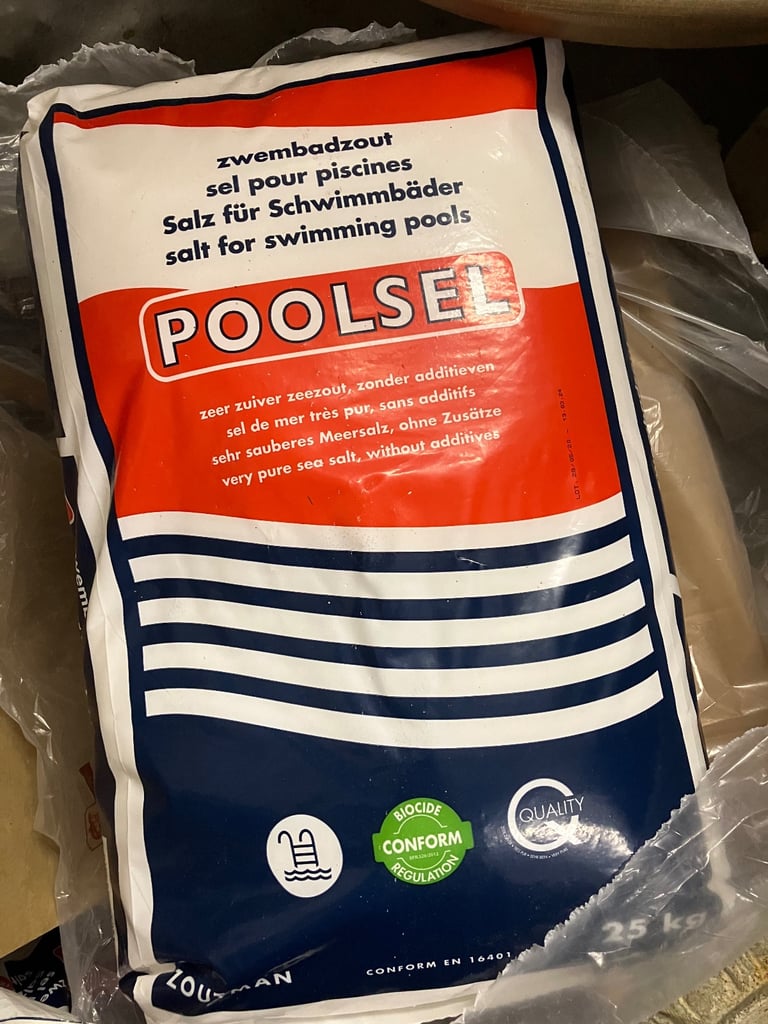 zwembadzout
sel pour piscines
Salz für Schwimmbäder
salt for swimming pools
POOLSEL
zeer zuiver zeezout, zonder additieven
sel de mer très pur, sans additifs
sehr sauberes Meersalz, ohne Zusätze
very pure sea salt, without additives
BIOCIDE
CONFORM
REGULATION
QUALITY
25 kg
CONFORM EN 16401
ZOUTMAN